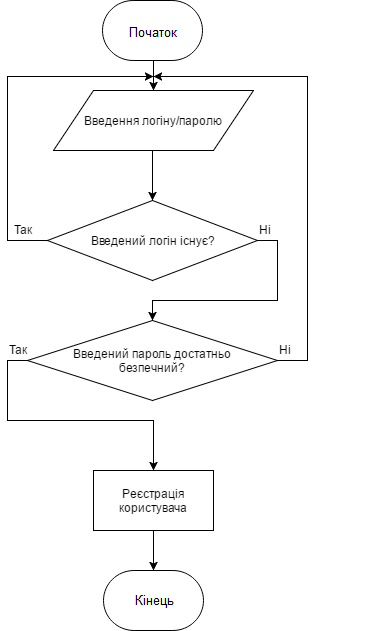 Початок
Введення логіну/паролю
Так
Ні
Введений логін існує?
Так
Ні
Введений пароль достатньо
безпечний?
Реєстрація
користувача
Кінець